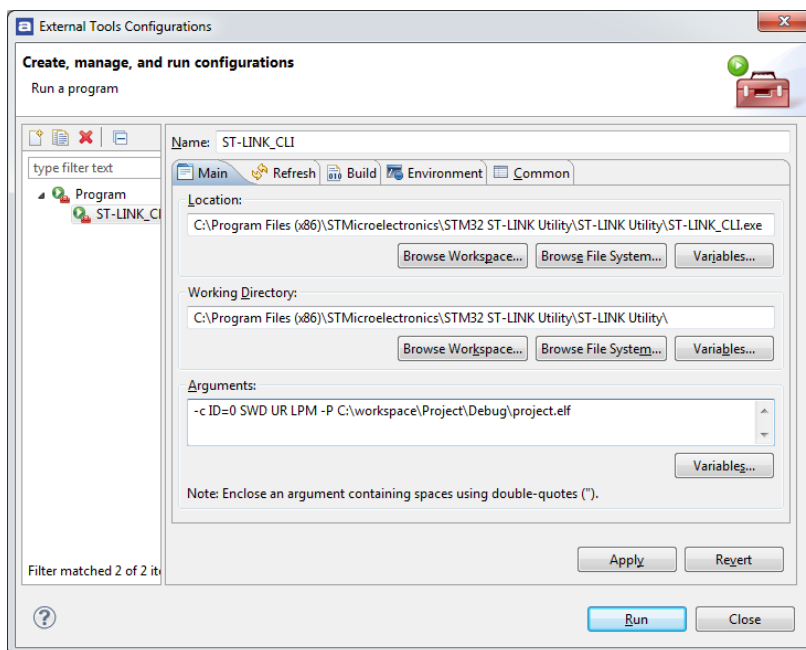 External Tools Configurations
Create, manage, and run configurations
Run a program
type filter text
Program
ST-LINK_Cl
Filter matched 2 of 2 it
Name: ST-LINK_CLI
Main Refresh Build Environment Common
Location:
C:\Program Files (x86)\STMicroelectronics\STM32 ST-LINK Utility\ST-LINK Utility\ST-LINK_CLI.exe
Browse Workspace... Browse File System... Variables...
Working Directory:
C:\Program Files (x86)\STMicroelectronics\STM32 ST-LINK Utility\ST-LINK Utility\
Browse Workspace... Browse File System... Variables...
Arguments:
-c ID=0 SWD UR LPM -P C:\workspace\Project\Debug\project.elf
Variables...
Note: Enclose an argument containing spaces using double-quotes (").
Apply Revert
Run Close